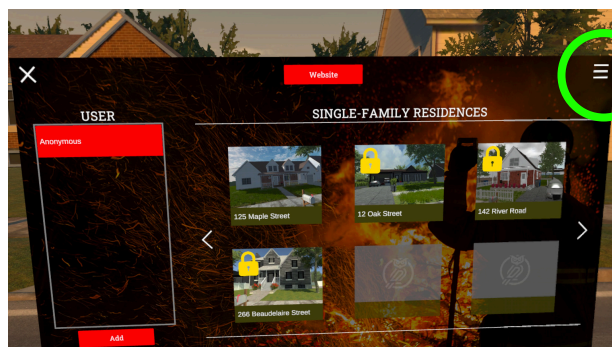 Website
USER
SINGLE-FAMILY RESIDENCES
Anonymous
125 Maple Street
12 Oak Street
142 River Road
266 Beaudelaire Street
Add